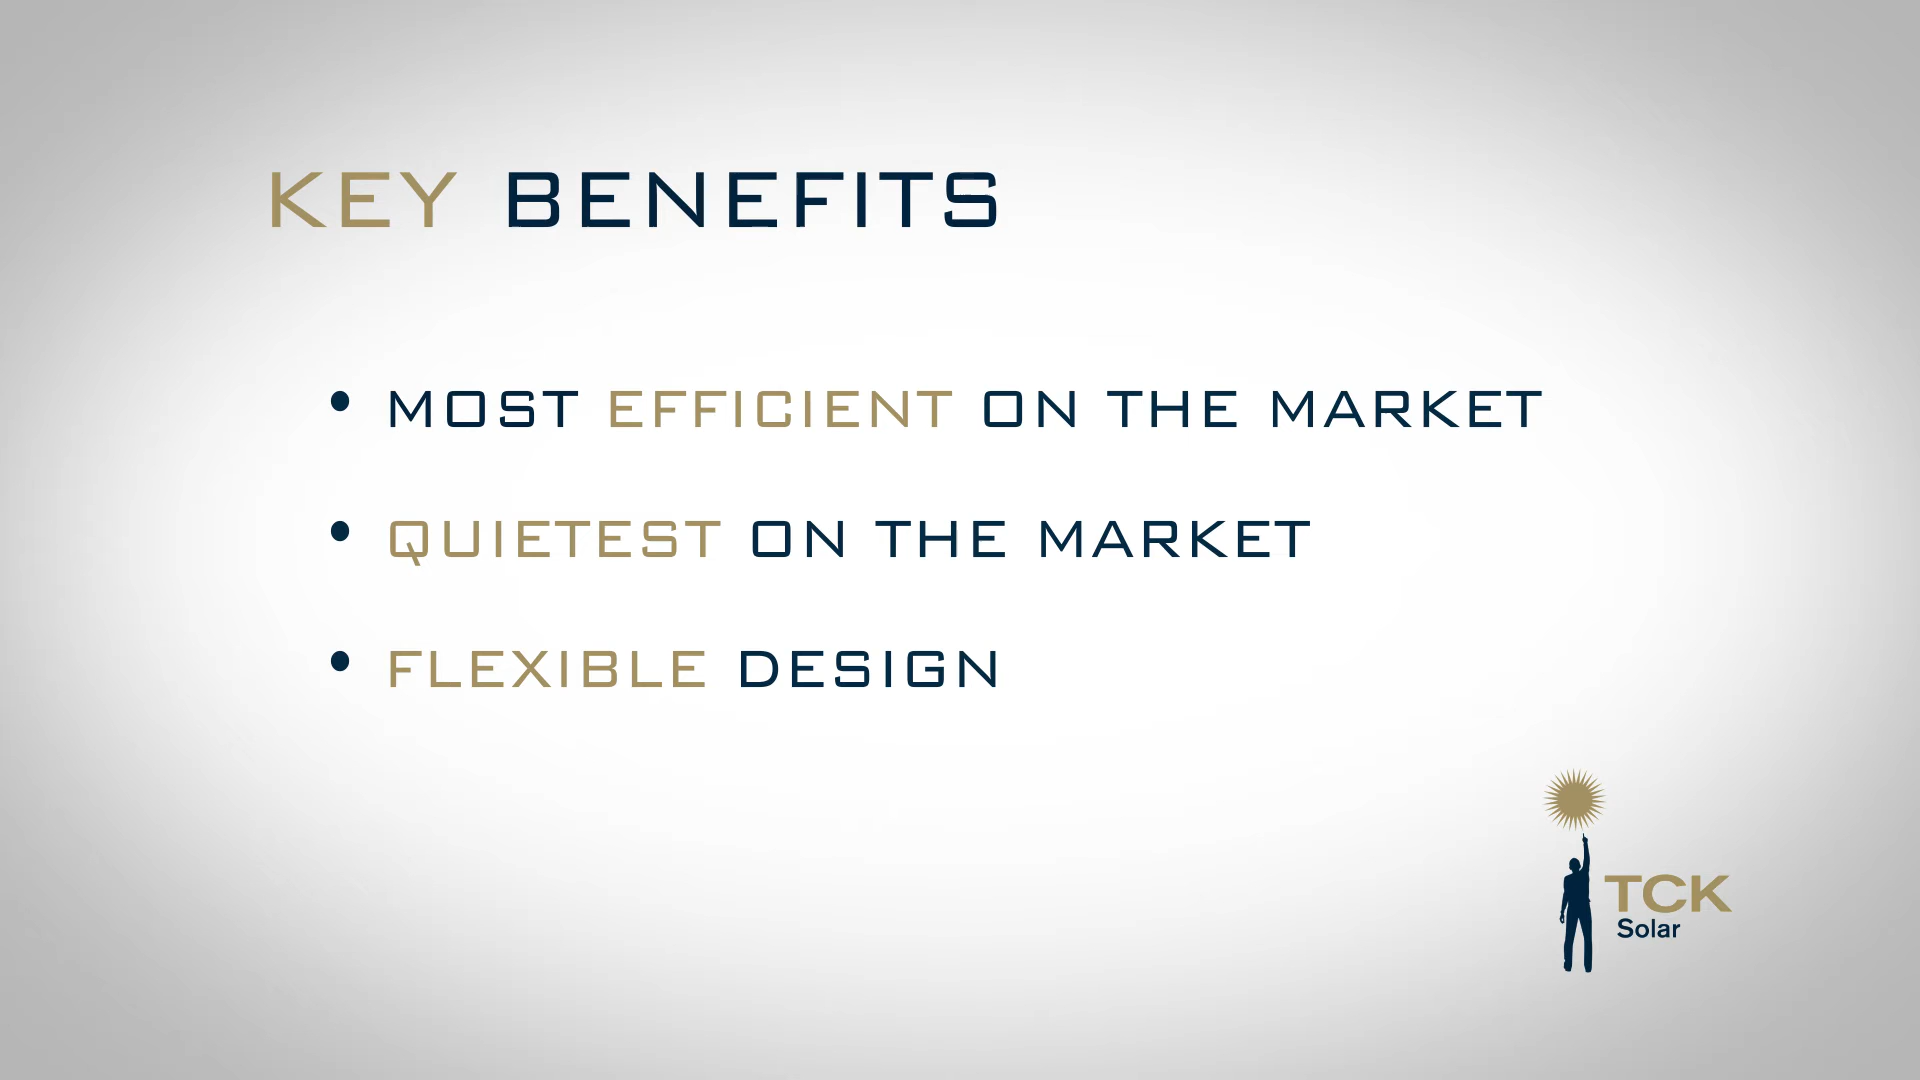 KEY BENEFITS
• MOST EFFICIENT ON THE MARKET
• QUIETEST ON THE MARKET
• FLEXIBLE DESIGN
TCK
Solar